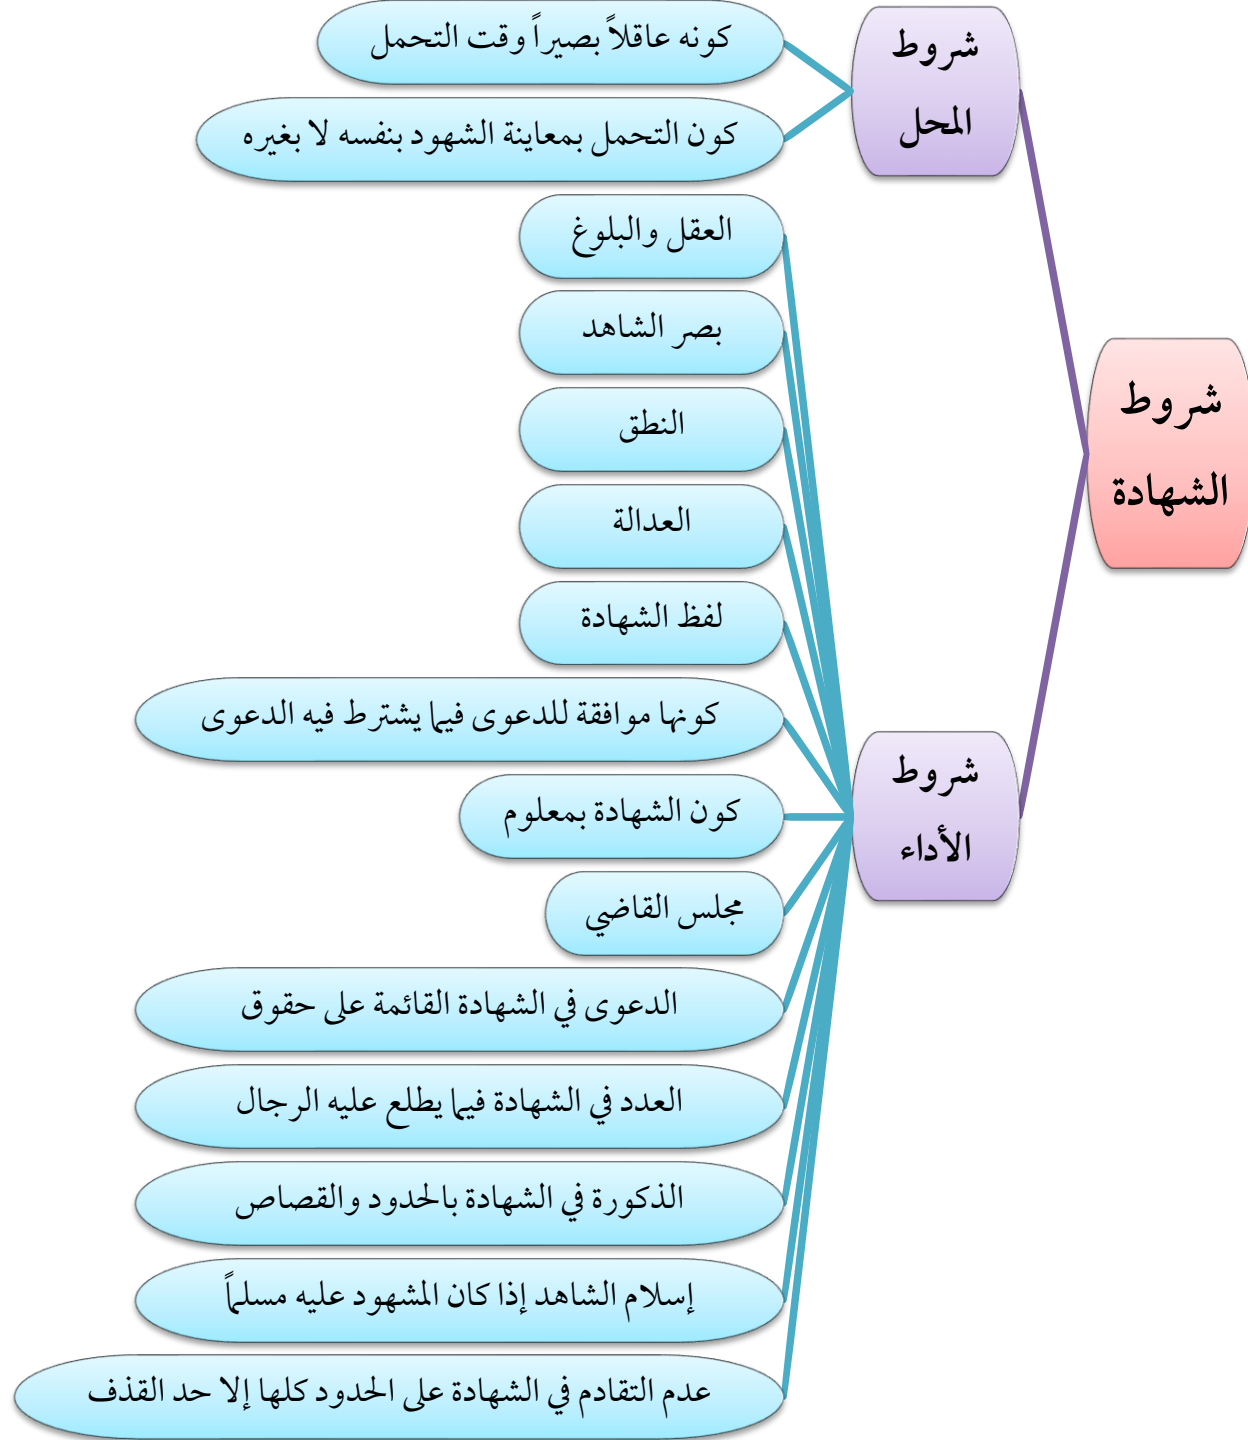 شروط
الشهادة
شروط
المحل
كونه عاقلاً بصيراً وقت التحمل
كون التحمل بمعاينة الشهود بنفسه لا بغيره
شروط
الأداء
العقل والبلوغ
بصر الشاهد
النطق
العدالة
لفظ الشهادة
كونها موافقة للدعوى فيما يشترط فيه الدعوى
كون الشهادة بمعلوم
مجلس القاضي
الدعوى في الشهادة القائمة على حقوق
العدد في الشهادة فيما يطلع عليه الرجال
الذكورة في الشهادة بالحدود والقصاص
إسلام الشاهد إذا كان المشهود عليه مسلماً
عدم التقادم في الشهادة على الحدود كلها إلا حد القذف